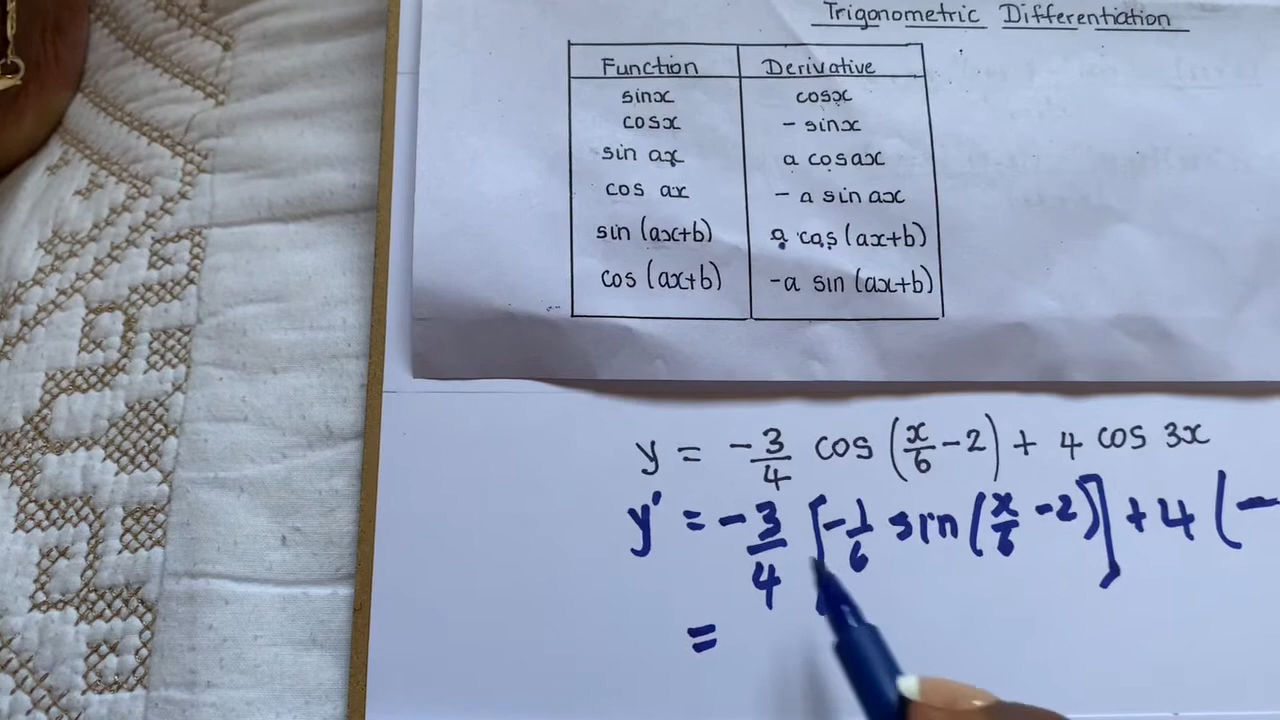 Trigonometric Differentiation
Function Derivative
sinx cosx
cosx - sinx
sin ax a cosax
cos ax - a sin ax
sin (ax+b) a cos (ax+b)
cos (ax+b) -a sin (ax+b)
y = -3/4 cos (x/6 -2) + 4 cos 3x
y' = -3/4 [-1/6 sin (x/6 -2)] + 4 (-
=